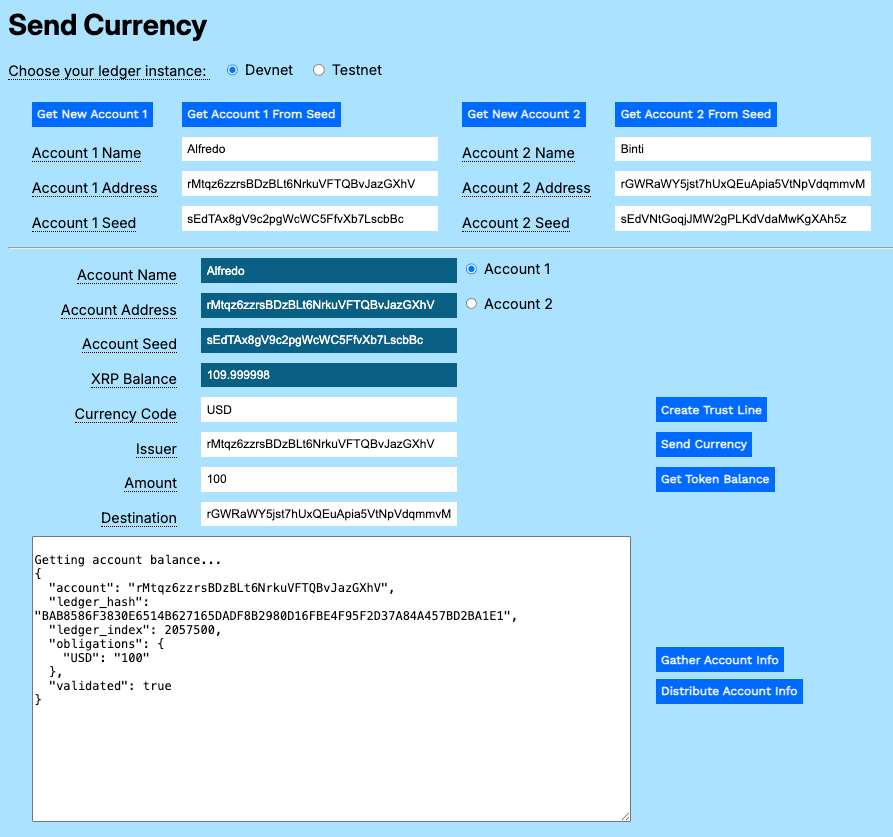 Send Currency
Choose your ledger instance: Devnet Testnet
Get New Account 1 Get Account 1 From Seed Get New Account 2 Get Account 2 From Seed
Account 1 Name Alfredo Account 2 Name Binti
Account 1 Address rMtqz6zzrsBDzBLt6NrkuVFTQBvJazGXhV Account 2 Address rGWRaWY5jst7hUxQEuApia5VtNpVdqmmvM
Account 1 Seed sEdTAx8gV9c2pgWcWC5FfvXb7LscbBc Account 2 Seed sEdVNtGoqjJMW2gPLKdVdaMwKgXAh5z
Account Name Alfredo Account 1
Account Address rMtqz6zzrsBDzBLt6NrkuVFTQBvJazGXhV Account 2
Account Seed sEdTAx8gV9c2pgWcWC5FfvXb7LscbBc
XRP Balance 109.999998
Currency Code USD Create Trust Line
Issuer rMtqz6zzrsBDzBLt6NrkuVFTQBvJazGXhV Send Currency
Amount 100 Get Token Balance
Destination rGWRaWY5jst7hUxQEuApia5VtNpVdqmmvM
Getting account balance...
{
  "account": "rMtqz6zzrsBDzBLt6NrkuVFTQBvJazGXhV",
  "ledger_hash":
"BAB8586F3830E6514B627165DADF8B2980D16FBE4F95F2D37A84A457BD2BA1E1",
  "ledger_index": 2057500,
  "obligations": {
    "USD": "100"
  },
  "validated": true
}
Gather Account Info
Distribute Account Info